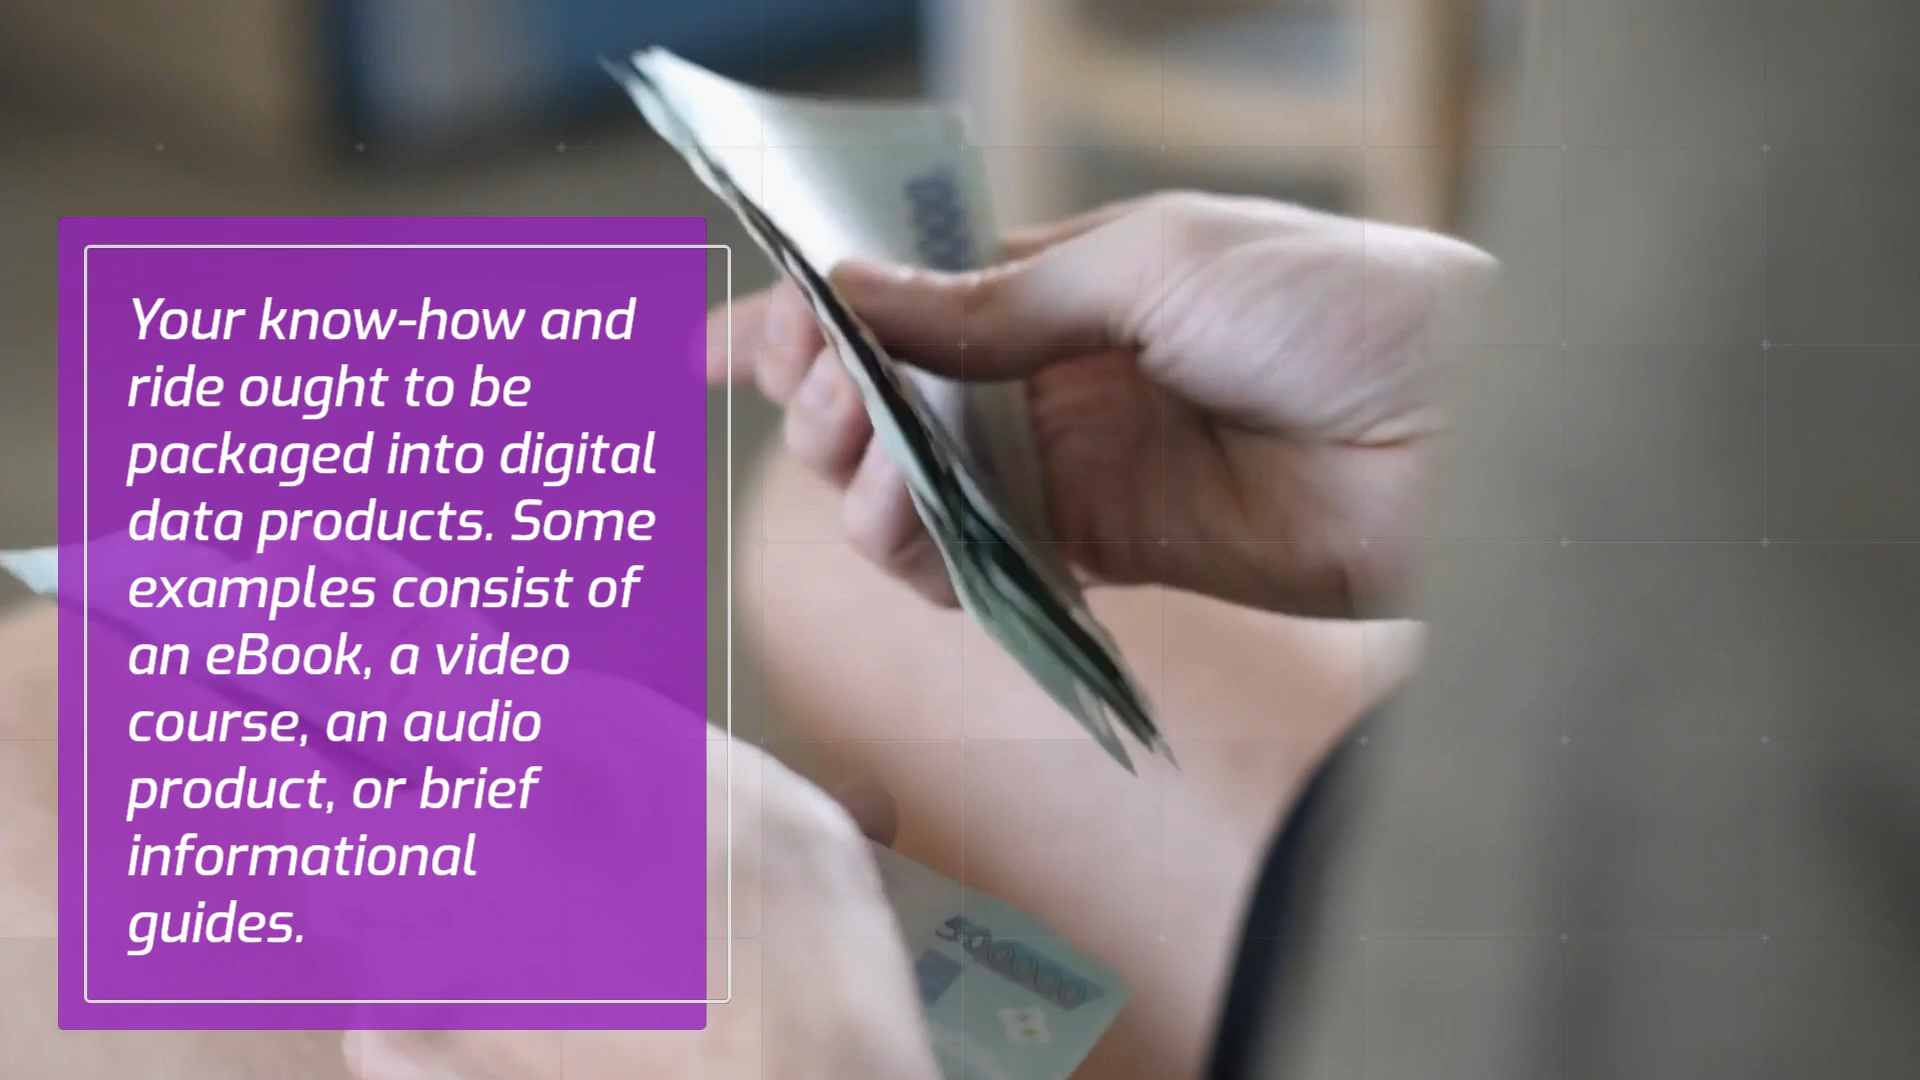 Your know-how and
ride ought to be
packaged into digital
data products. Some
examples consist of
an eBook, a video
course, an audio
product, or brief
informational
guides.
500000